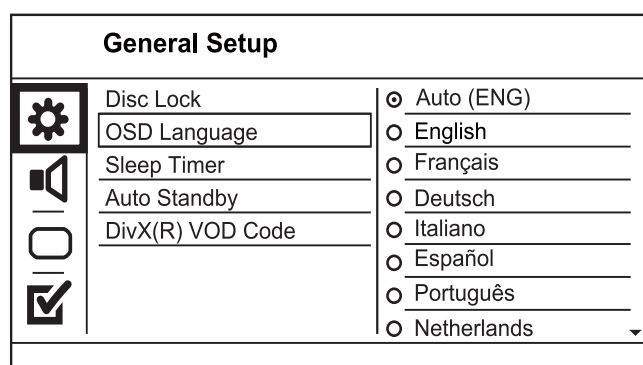 General Setup
Disc Lock
OSD Language
Sleep Timer
Auto Standby
DivX(R) VOD Code
Auto (ENG)
English
Français
Deutsch
Italiano
Español
Português
Netherlands